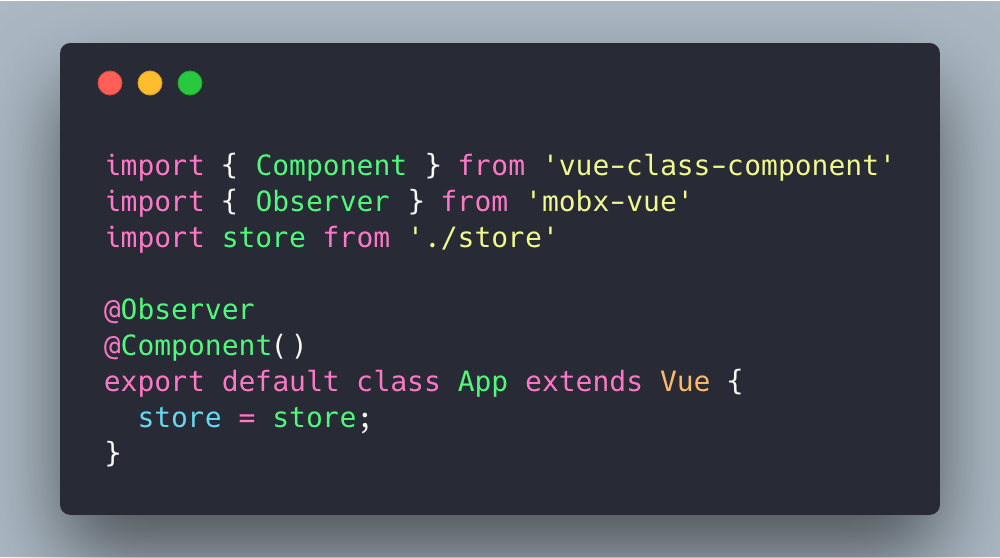 import { Component } from 'vue-class-component'
import { Observer } from 'mobx-vue'
import store from './store'

@Observer
@Component()
export default class App extends Vue {
  store = store;
}